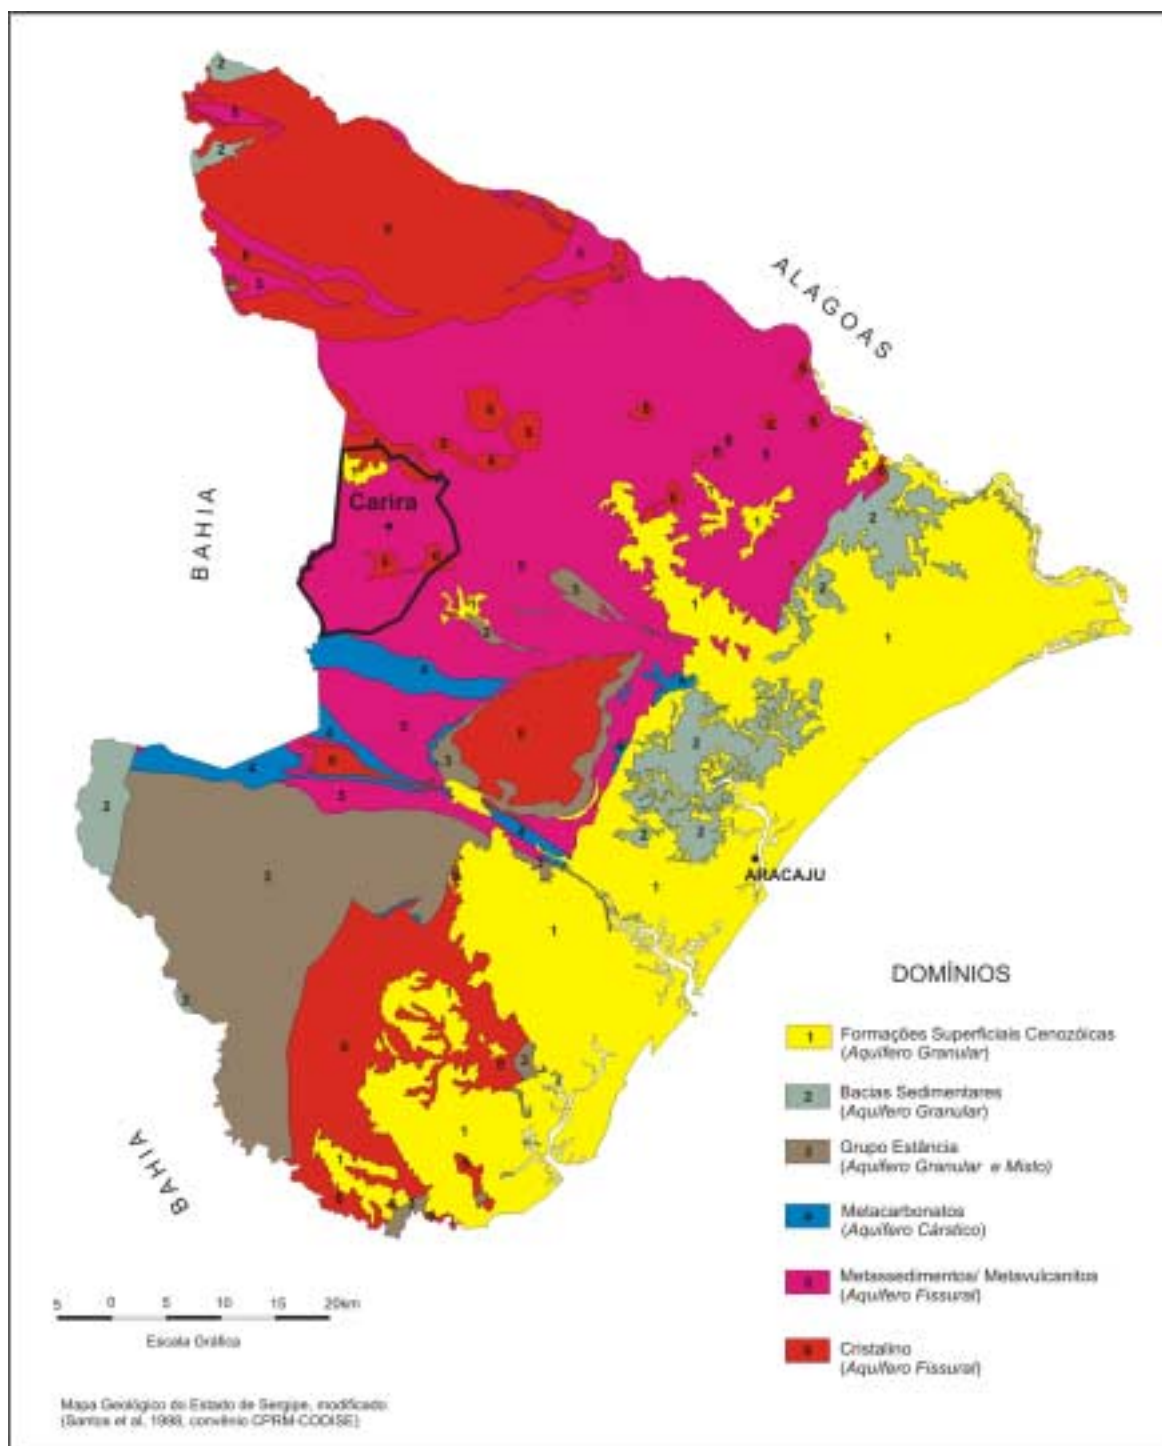 ALAGOAS
BAHIA
Carira
ARACAJU
BAHIA
DOMÍNIOS
1 Formações Superficiais Cenozóicas
(Aquífero Granular)
2 Bacias Sedimentares
(Aquífero Granular)
3 Grupo Estância
(Aquífero Granular e Misto)
4 Metacarbonatos
(Aquífero Cárstico)
5 Metassedimentos/ Metavulcanitos
(Aquífero Fissural)
6 Cristalino
(Aquífero Fissural)
5 0 5 10 15 20km
Escala Gráfica
Mapa Geológico do Estado de Sergipe, modificado
(Santos et al, 1998, convênio CPRM-CODISE)